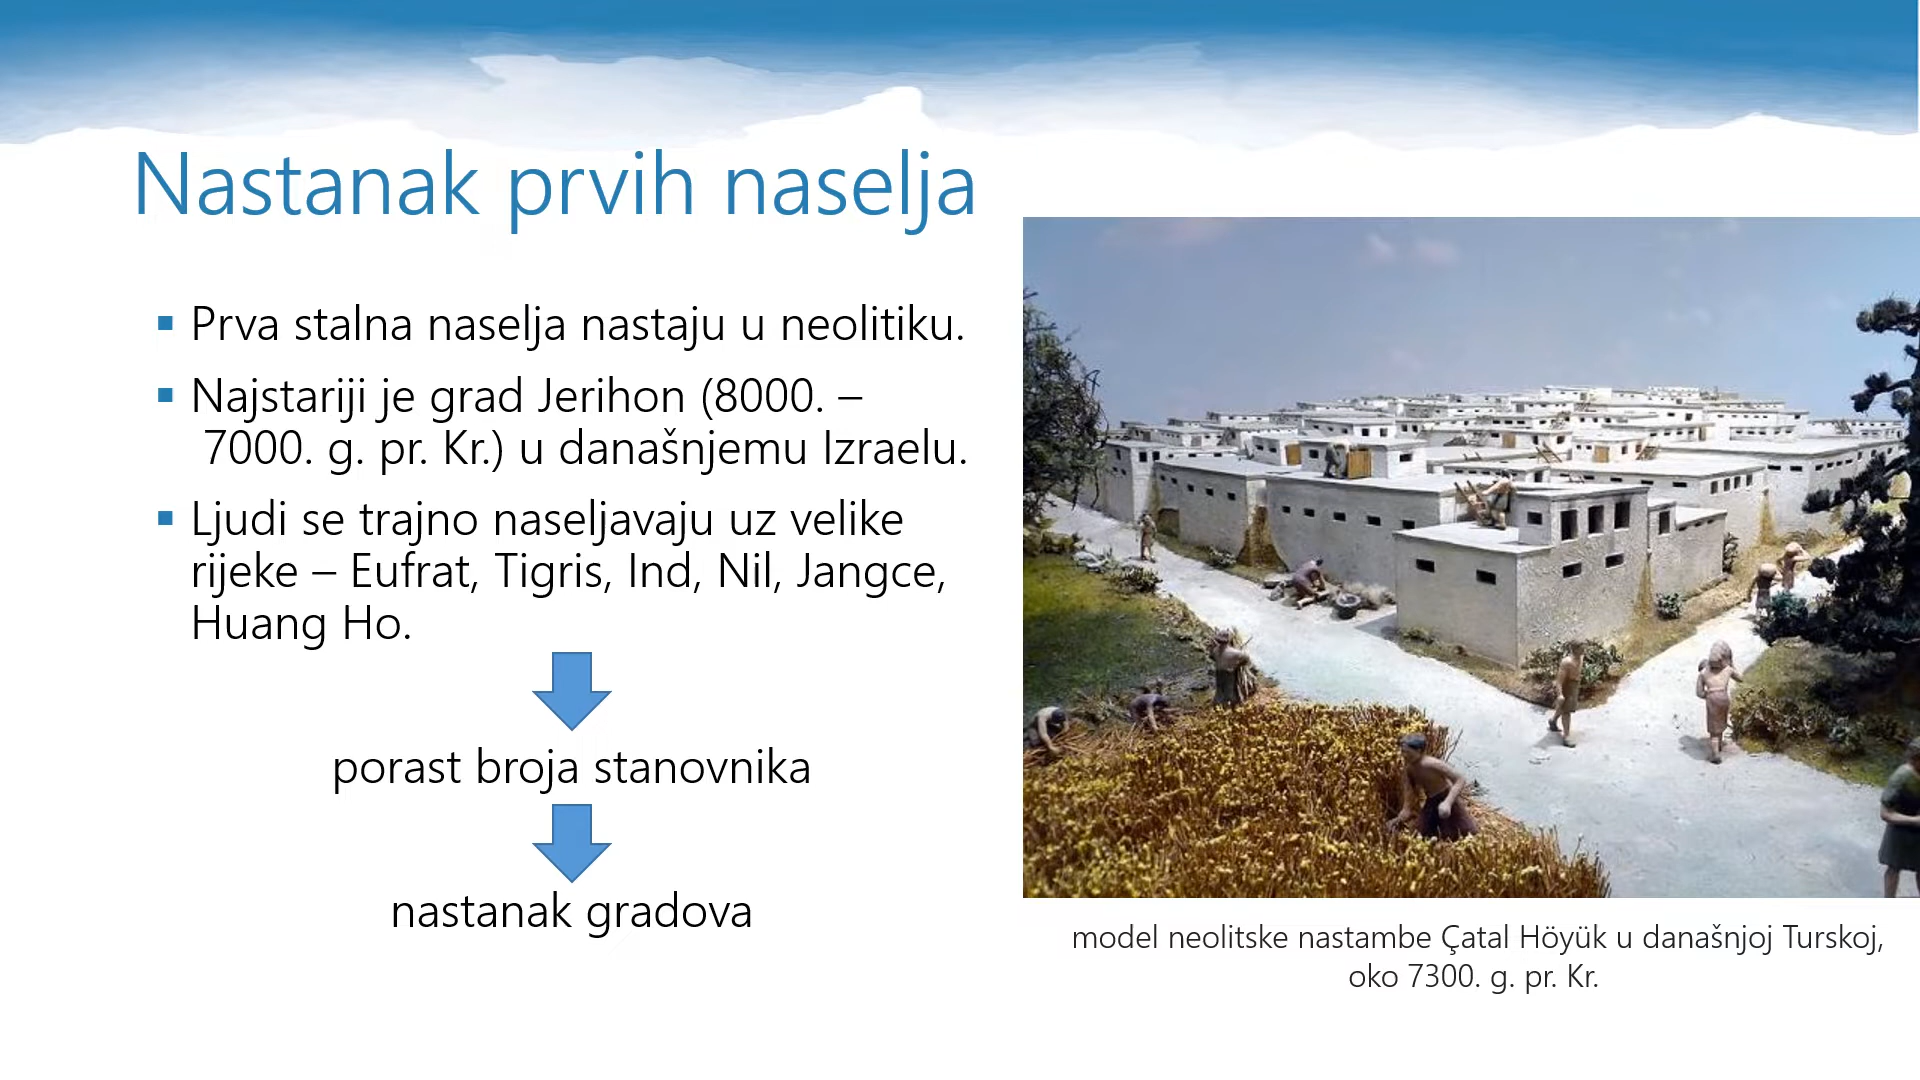 Nastanak prvih naselja
▪ Prva stalna naselja nastaju u neolitiku.
▪ Najstariji je grad Jerihon (8000. –
7000. g. pr. Kr.) u današnjemu Izraelu.
▪ Ljudi se trajno naseljavaju uz velike
rijeke – Eufrat, Tigris, Ind, Nil, Jangce,
Huang Ho.
porast broja stanovnika
nastanak gradova
model neolitske nastambe Çatal Höyük u današnjoj Turskoj,
oko 7300. g. pr. Kr.